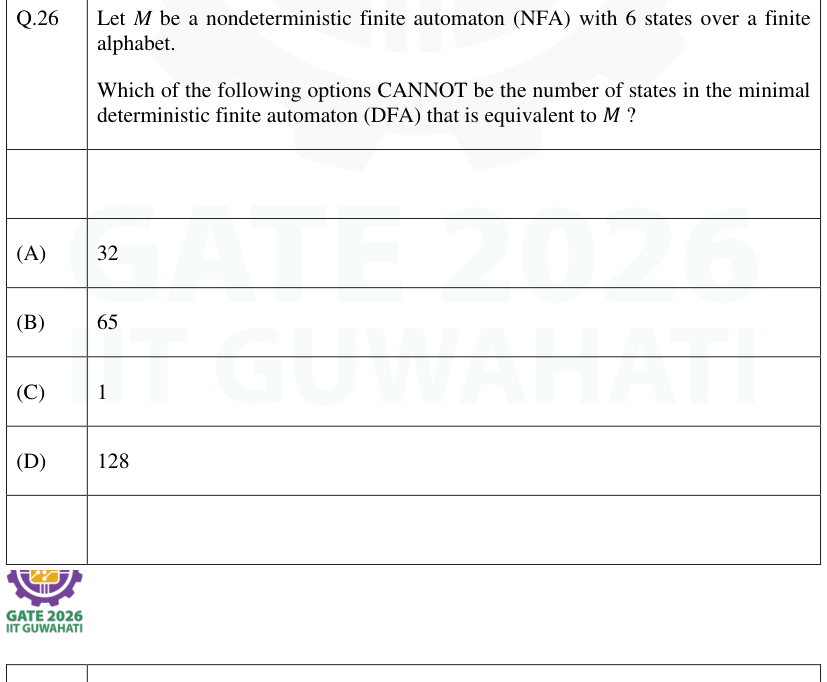 Q.26 Let M be a nondeterministic finite automaton (NFA) with 6 states over a finite
alphabet.
Which of the following options CANNOT be the number of states in the minimal
deterministic finite automaton (DFA) that is equivalent to M ?
GATE 2026
IIT GUWAHATI
(A) 32
(B) 65
(C) 1
(D) 128
GATE 2026
IIT GUWAHATI